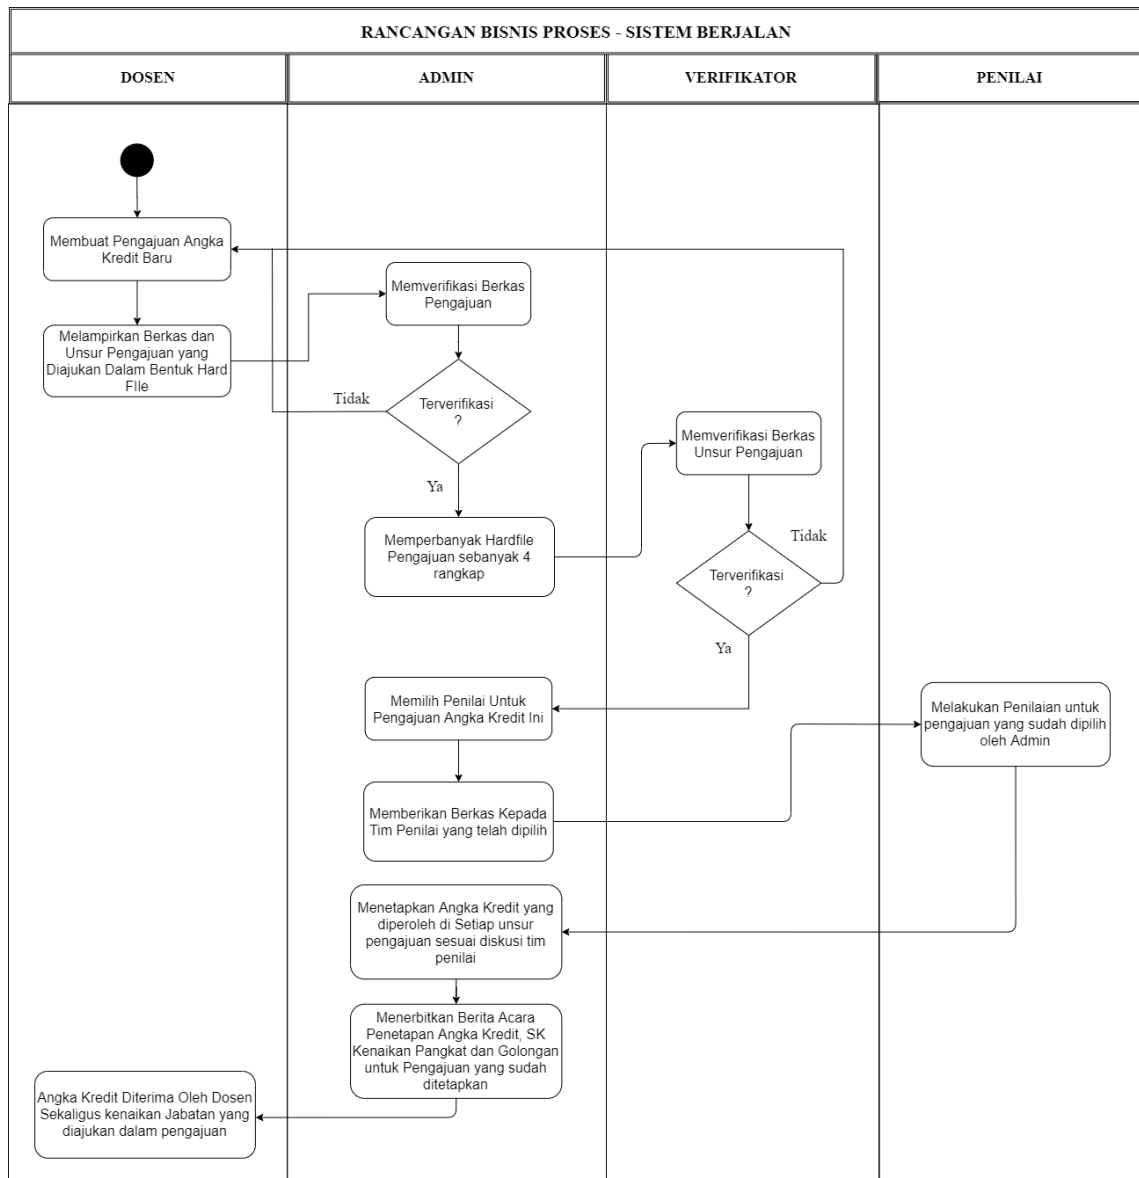 RANCANGAN BISNIS PROSES - SISTEM BERJALAN
DOSEN
ADMIN
VERIFIKATOR
PENILAI
Membuat Pengajuan Angka
Kredit Baru
Melampirkan Berkas dan
Unsur Pengajuan yang
Diajukan Dalam Bentuk Hard
FIle
Memverifikasi Berkas
Pengajuan
Terverifikasi
?
Tidak
Ya
Memperbanyak Hardfile
Pengajuan sebanyak 4
rangkap
Memverifikasi Berkas
Unsur Pengajuan
Terverifikasi
?
Tidak
Ya
Memilih Penilai Untuk
Pengajuan Angka Kredit Ini
Memberikan Berkas Kepada
Tim Penilai yang telah dipilih
Melakukan Penilaian untuk
pengajuan yang sudah dipilih
oleh Admin
Menetapkan Angka Kredit yang
diperoleh di Setiap unsur
pengajuan sesuai diskusi tim
penilai
Menerbitkan Berita Acara
Penetapan Angka Kredit, SK
Kenaikan Pangkat dan Golongan
untuk Pengajuan yang sudah
ditetapkan
Angka Kredit Diterima Oleh Dosen
Sekaligus kenaikan Jabatan yang
diajukan dalam pengajuan